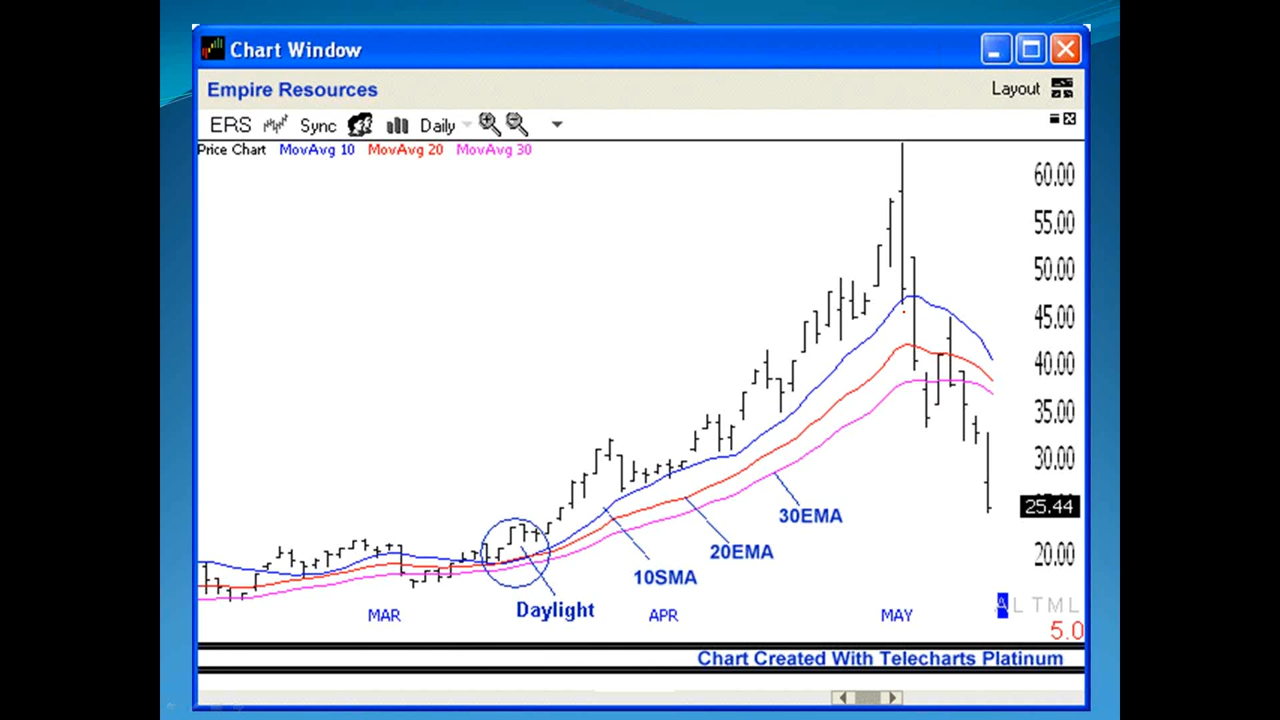 Chart Window
Empire Resources
Layout
ERS Sync Daily
Price Chart MovAvg 10 MovAvg 20 MovAvg 30
60.00
55.00
50.00
45.00
40.00
35.00
30.00
25.44
20.00
30EMA
20EMA
10SMA
Daylight
MAR APR MAY
A L T M L
5.0
Chart Created With Telecharts Platinum